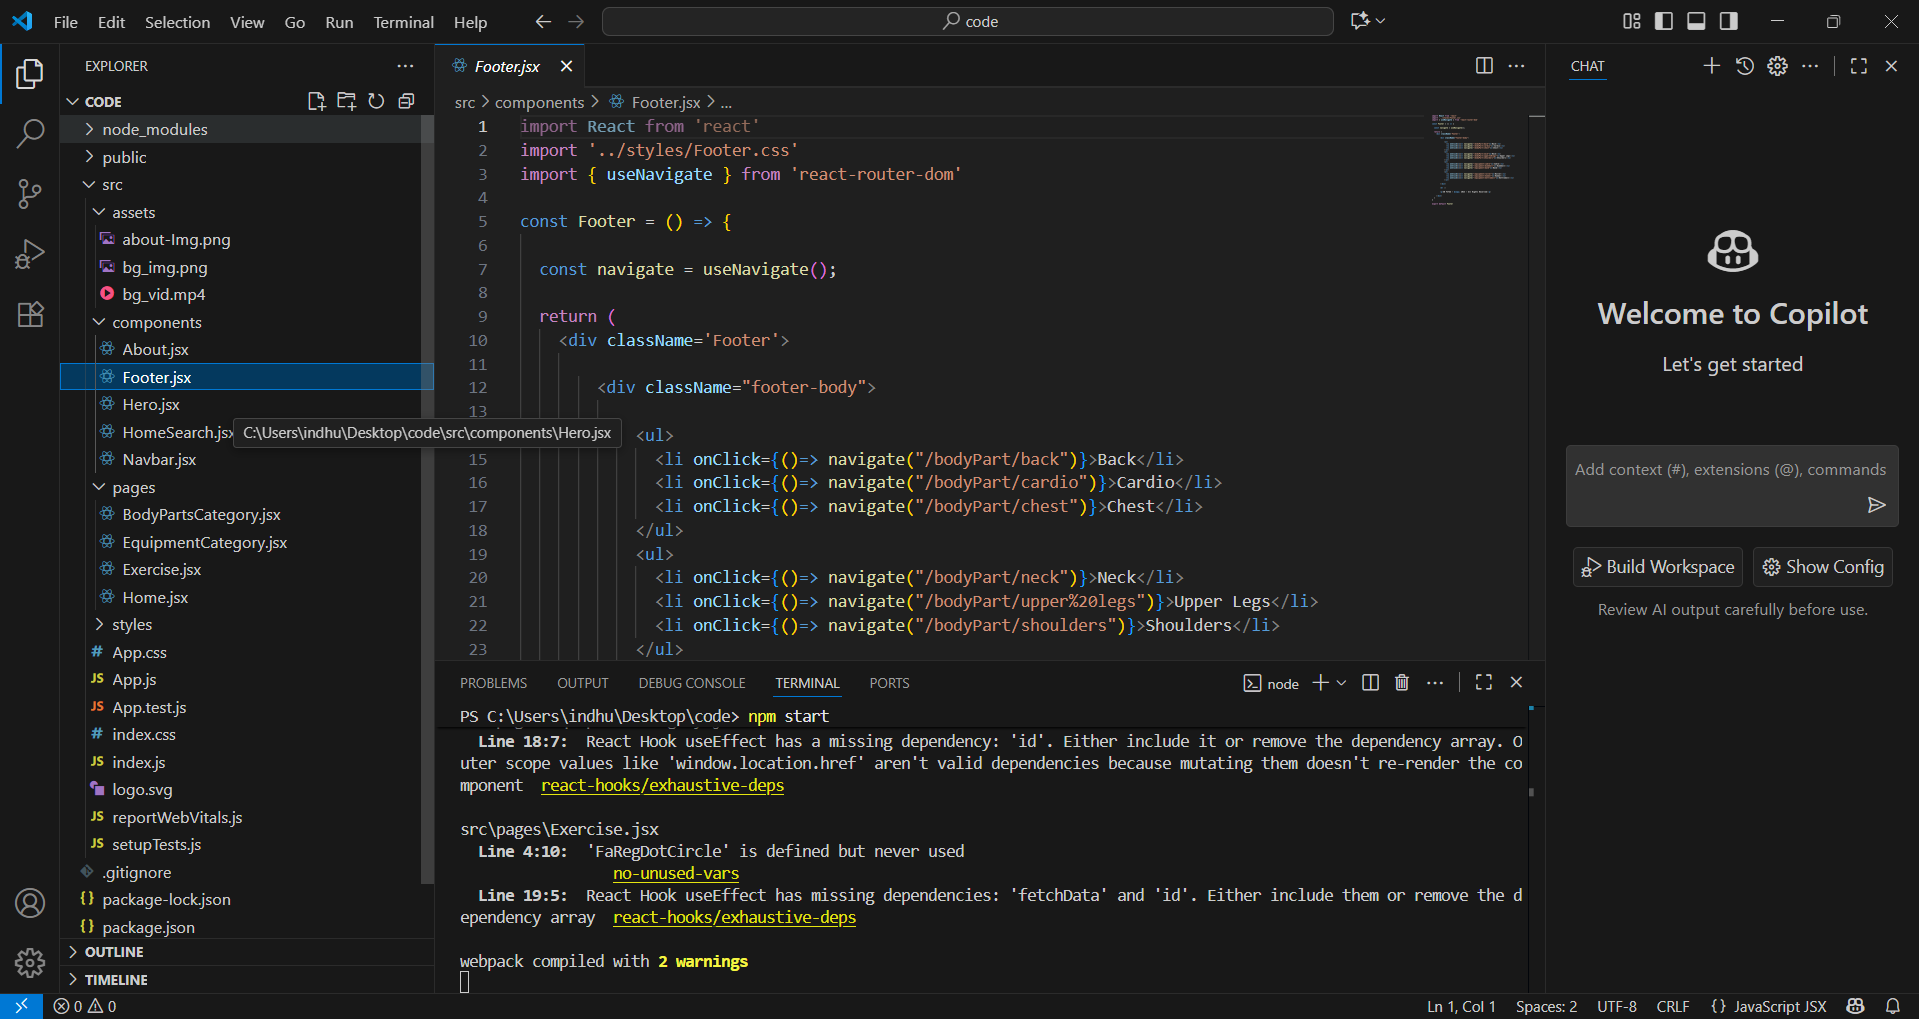 File Edit Selection View Go Run Terminal Help
code
EXPLORER
CODE
node_modules
public
src
assets
about-Img.png
bg_img.png
bg_vid.mp4
components
About.jsx
Footer.jsx
Hero.jsx
HomeSearch.jsx
C:\Users\indhu\Desktop\code\src\components\Hero.jsx
Navbar.jsx
pages
BodyPartsCategory.jsx
EquipmentCategory.jsx
Exercise.jsx
Home.jsx
styles
# App.css
JS App.js
JS App.test.js
# index.css
JS index.js
logo.svg
JS reportWebVitals.js
JS setupTests.js
.gitignore
{} package-lock.json
{} package.json
OUTLINE
TIMELINE
Footer.jsx
src > components > Footer.jsx > ...
1 import React from 'react'
2 import '../styles/Footer.css'
3 import { useNavigate } from 'react-router-dom'
4
5 const Footer = () => {
6
7 const navigate = useNavigate();
8
9 return (
10 <div className='Footer'>
11
12 <div className="footer-body">
13
<ul>
15 <li onClick={()=> navigate("/bodyPart/back")}>Back</li>
16 <li onClick={()=> navigate("/bodyPart/cardio")}>Cardio</li>
17 <li onClick={()=> navigate("/bodyPart/chest")}>Chest</li>
18 </ul>
19 <ul>
20 <li onClick={()=> navigate("/bodyPart/neck")}>Neck</li>
21 <li onClick={()=> navigate("/bodyPart/upper%20legs")}>Upper Legs</li>
22 <li onClick={()=> navigate("/bodyPart/shoulders")}>Shoulders</li>
23 </ul>
PROBLEMS OUTPUT DEBUG CONSOLE TERMINAL PORTS
node
PS C:\Users\indhu\Desktop\code> npm start
Line 18:7: React Hook useEffect has a missing dependency: 'id'. Either include it or remove the dependency array. O
uter scope values like 'window.location.href' aren't valid dependencies because mutating them doesn't re-render the co
mponent react-hooks/exhaustive-deps
src\pages\Exercise.jsx
Line 4:10: 'FaRegDotCircle' is defined but never used
no-unused-vars
Line 19:5: React Hook useEffect has missing dependencies: 'fetchData' and 'id'. Either include them or remove the d
ependency array react-hooks/exhaustive-deps
webpack compiled with 2 warnings
CHAT
Welcome to Copilot
Let's get started
Add context (#), extensions (@), commands
Build Workspace
Show Config
Review AI output carefully before use.
0 0
Ln 1, Col 1 Spaces: 2 UTF-8 CRLF {} JavaScript JSX